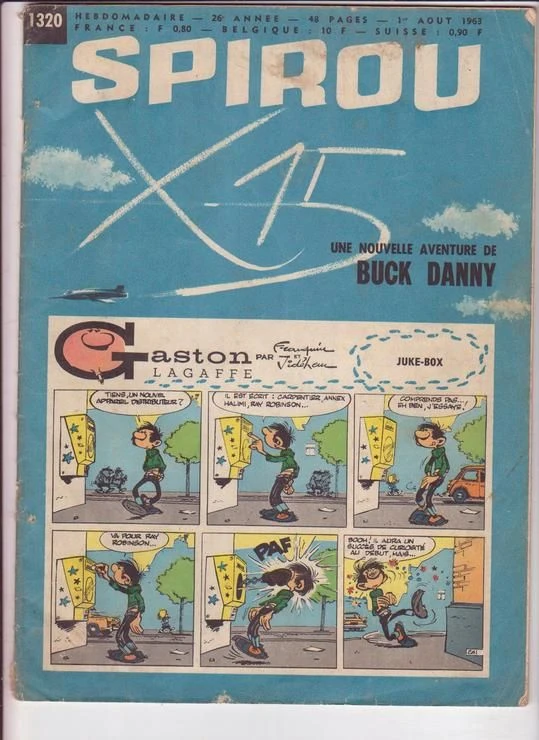 1320
HEBDOMADAIRE — 26e ANNEE — 48 PAGES — 1er AOUT 1963
FRANCE : F 0,80 — BELGIQUE : 10 F — SUISSE : 0,90 F
SPIROU
X-15
UNE NOUVELLE AVENTURE DE
BUCK DANNY
Gaston
LAGAFFE
PAR Franquin
ET
Jidéhem
JUKE-BOX
TIENS, UN NOUVEL
APPAREIL DISTRIBUTEUR ?
IL EST ÉCRIT : CARPENTIER, ANNEX
HALIMI, RAY ROBINSON...
COMPRENDS PAS...
EH BEN, J'ESSAYE !
VA POUR RAY
ROBINSON...
PAF
BOOH ! IL AURA UN
SUCCÈS DE CURIOSITÉ
AU DÉBUT, MAIS...